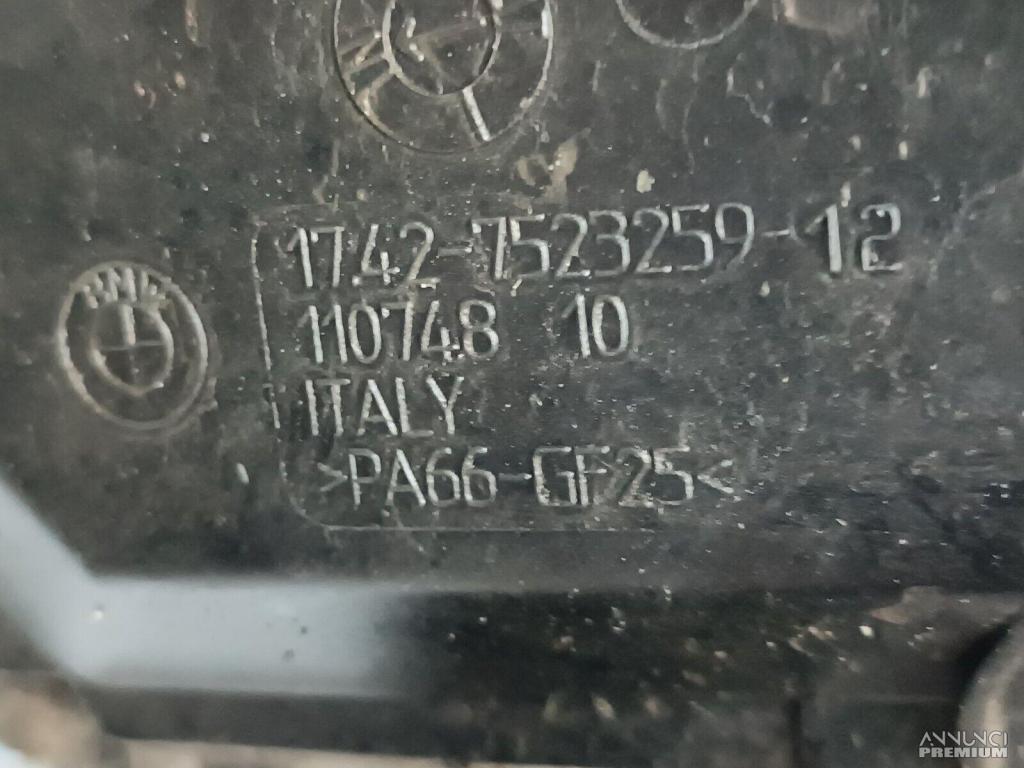 1742-7523259-12
BMW
110748 10
ITALY
>PA66-GF25<
ANNUNCI
PREMIUM